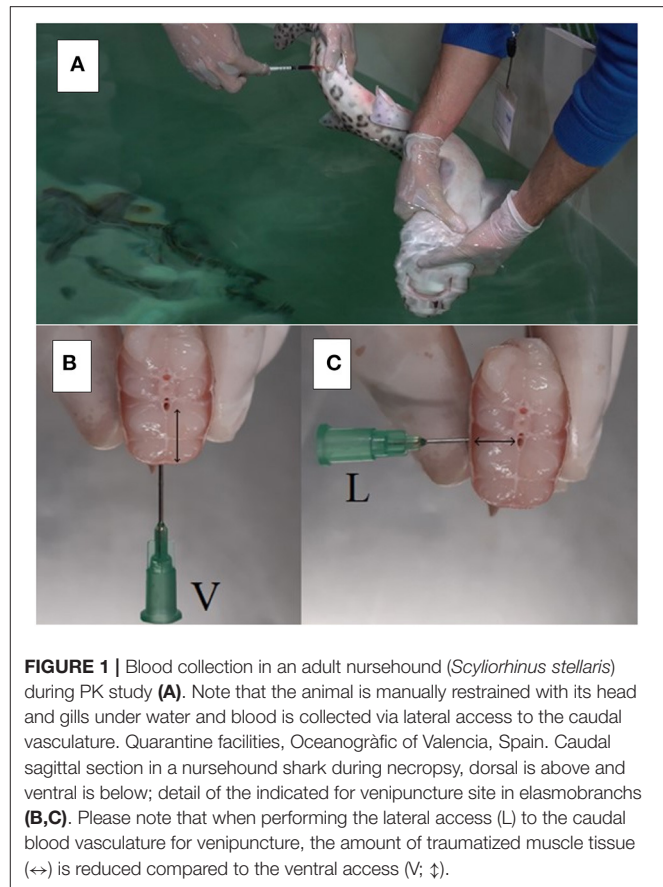 A
B
C
L
V
FIGURE 1 | Blood collection in an adult nursehound (Scyliorhinus stellaris)
during PK study (A). Note that the animal is manually restrained with its head
and gills under water and blood is collected via lateral access to the caudal
vasculature. Quarantine facilities, Oceanogràfic of Valencia, Spain. Caudal
sagittal section in a nursehound shark during necropsy, dorsal is above and
ventral is below; detail of the indicated for venipuncture site in elasmobranchs
(B,C). Please note that when performing the lateral access (L) to the caudal
blood vasculature for venipuncture, the amount of traumatized muscle tissue
(↔) is reduced compared to the ventral access (V; ↕).